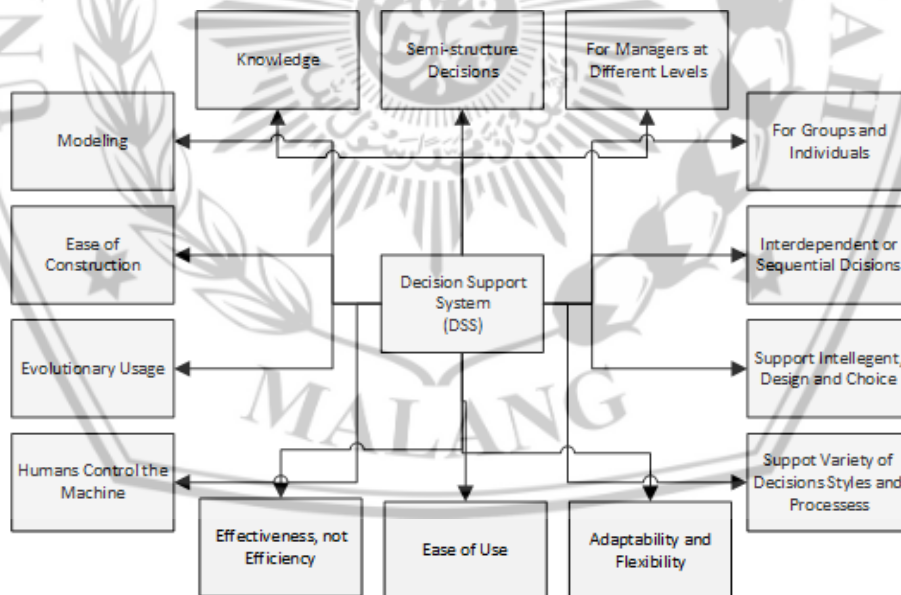 Knowledge
Semi-structure
Decisions
For Managers at
Different Levels
Modeling
For Groups and
Individuals
Ease of
Construction
Decision Support
System
(DSS)
Interdependent or
Sequential Dcisions
Evolutionary Usage
Support Intellegent,
Design and Choice
Humans Control the
Machine
Suppot Variety of
Decisions Styles and
Processess
Effectiveness, not
Efficiency
Ease of Use
Adaptability and
Flexibility
MALANG